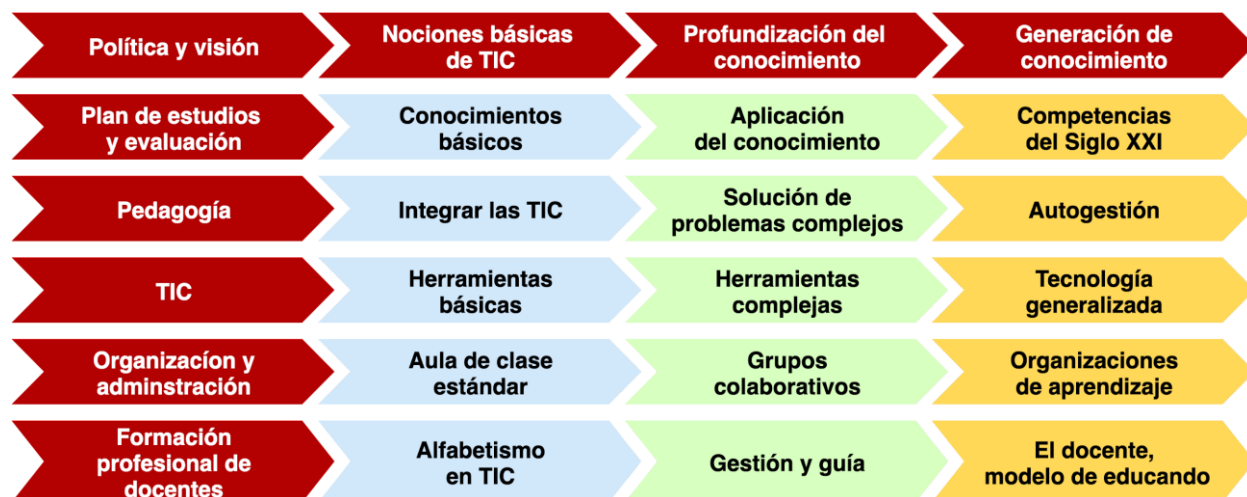 Política y visión
Nociones básicas
de TIC
Profundización del
conocimiento
Generación de
conocimiento
Plan de estudios
y evaluación
Conocimientos
básicos
Aplicación
del conocimiento
Competencias
del Siglo XXI
Pedagogía
Integrar las TIC
Solución de
problemas complejos
Autogestión
TIC
Herramientas
básicas
Herramientas
complejas
Tecnología
generalizada
Organizacíon y
adminstración
Aula de clase
estándar
Grupos
colaborativos
Organizaciones
de aprendizaje
Formación
profesional de
docentes
Alfabetismo
en TIC
Gestión y guía
El docente,
modelo de educando